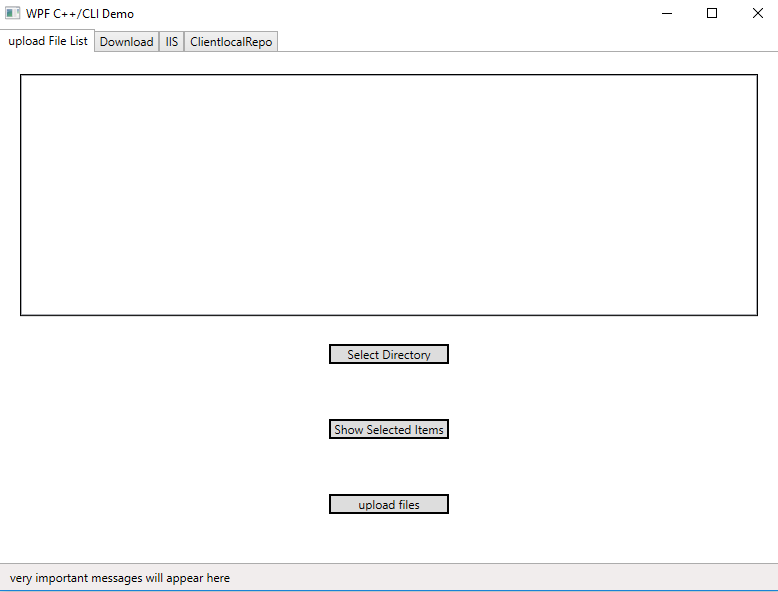 WPF C++/CLI Demo
upload File List Download IIS ClientlocalRepo
Select Directory
Show Selected Items
upload files
very important messages will appear here